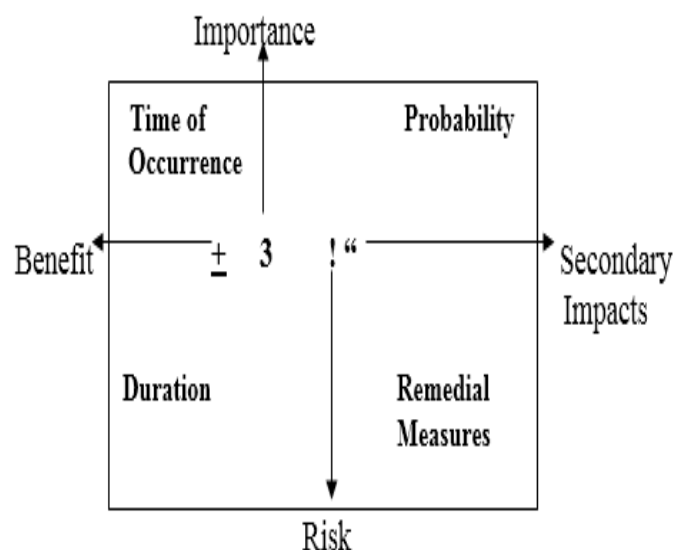 Importance
Time of
Occurrence
Probability
Benefit
± 3 ! “
Secondary
Impacts
Duration
Remedial
Measures
Risk